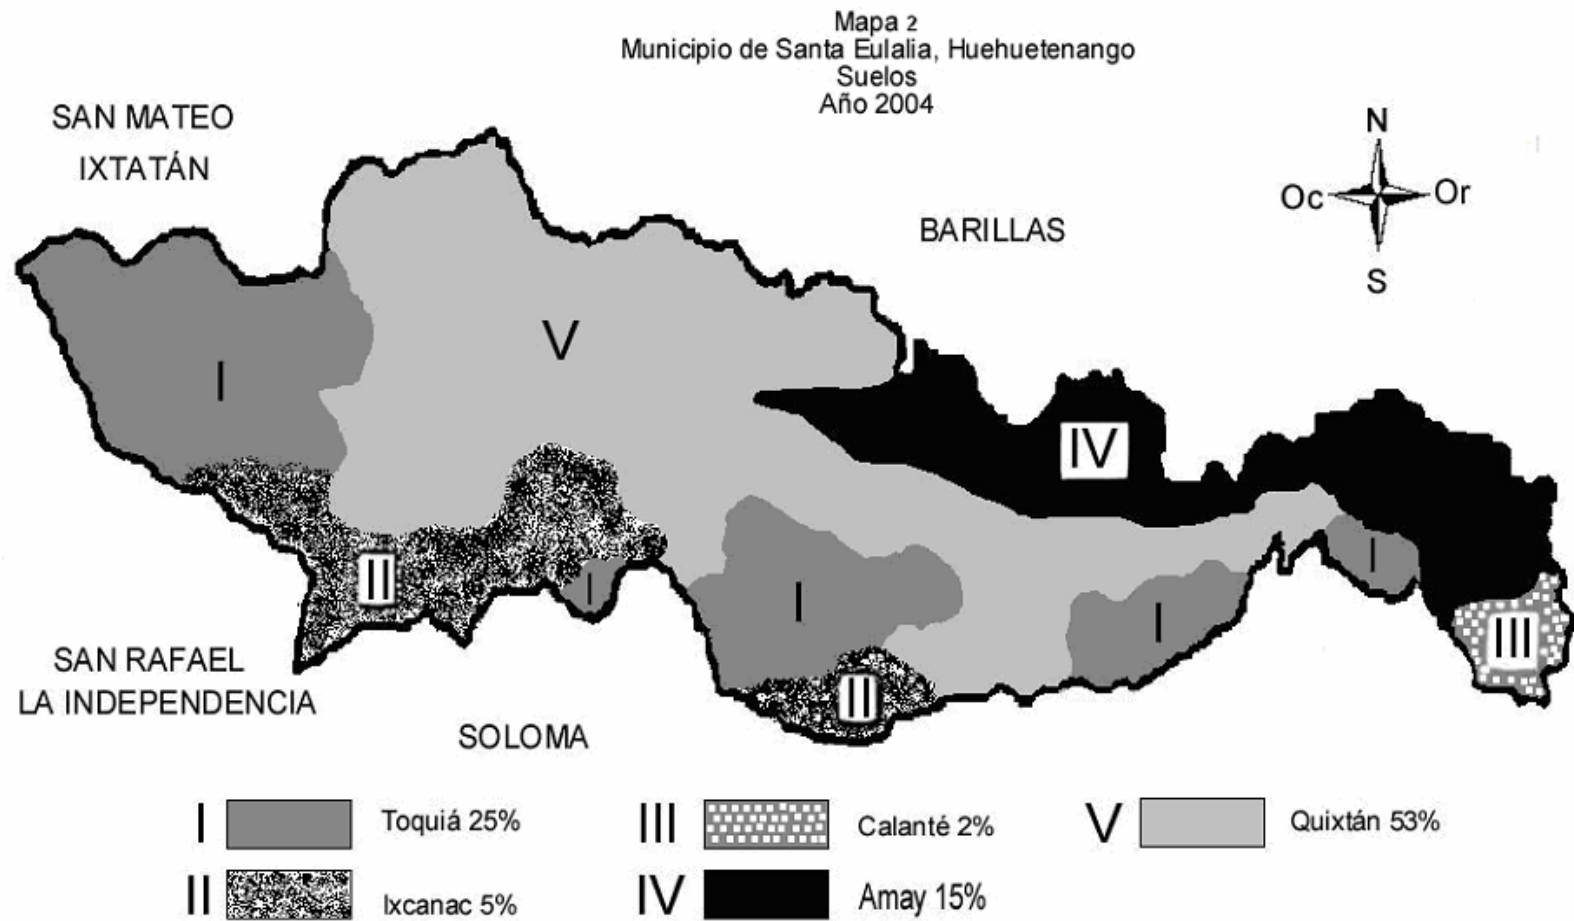 Mapa 2
Municipio de Santa Eulalia, Huehuetenango
Suelos
Año 2004
SAN MATEO
IXTATÁN
N
Oc
Or
S
BARILLAS
V
I
IV
I
II
I
I
I
III
II
SAN RAFAEL
LA INDEPENDENCIA
SOLOMA
I Toquiá 25%
III Calanté 2%
V Quixtán 53%
II Ixcanac 5%
IV Amay 15%